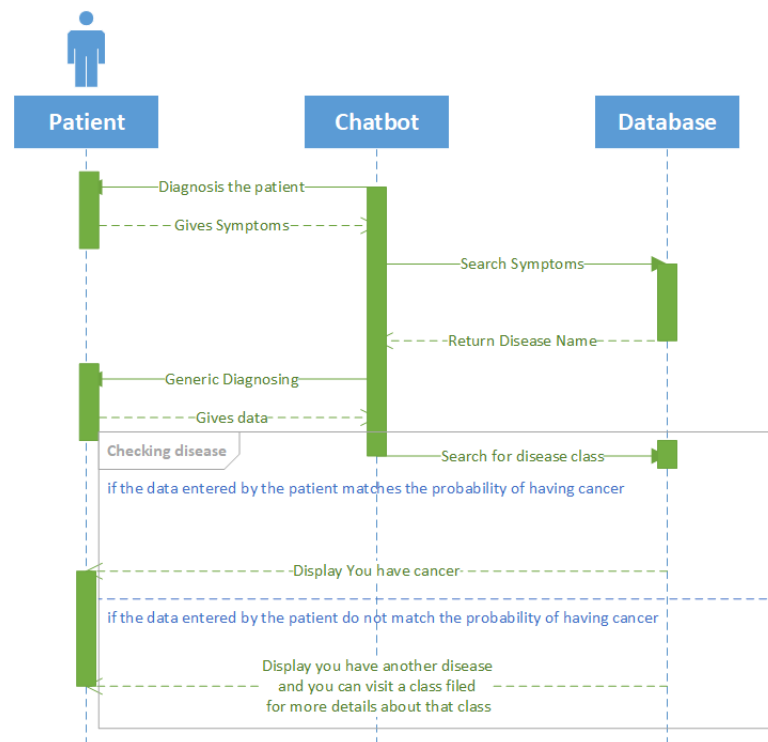 Patient
Chatbot
Database
Diagnosis the patient
Gives Symptoms
Search Symptoms
Return Disease Name
Generic Diagnosing
Gives data
Checking disease
Search for disease class
if the data entered by the patient matches the probability of having cancer
Display You have cancer
if the data entered by the patient do not match the probability of having cancer
Display you have another disease
and you can visit a class filed
for more details about that class